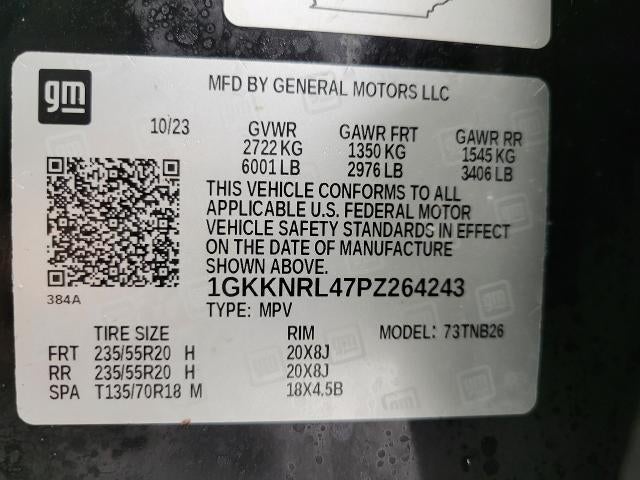 gm
MFD BY GENERAL MOTORS LLC
10/23 GVWR GAWR FRT GAWR RR
2722 KG 1350 KG 1545 KG
6001 LB 2976 LB 3406 LB
THIS VEHICLE CONFORMS TO ALL
APPLICABLE U.S. FEDERAL MOTOR
VEHICLE SAFETY STANDARDS IN EFFECT
ON THE DATE OF MANUFACTURE
SHOWN ABOVE.
1GKKNRL47PZ264243
384A
TYPE: MPV
TIRE SIZE RIM MODEL: 73TNB26
FRT 235/55R20 H 20X8J
RR 235/55R20 H 20X8J
SPA T135/70R18 M 18X4.5B